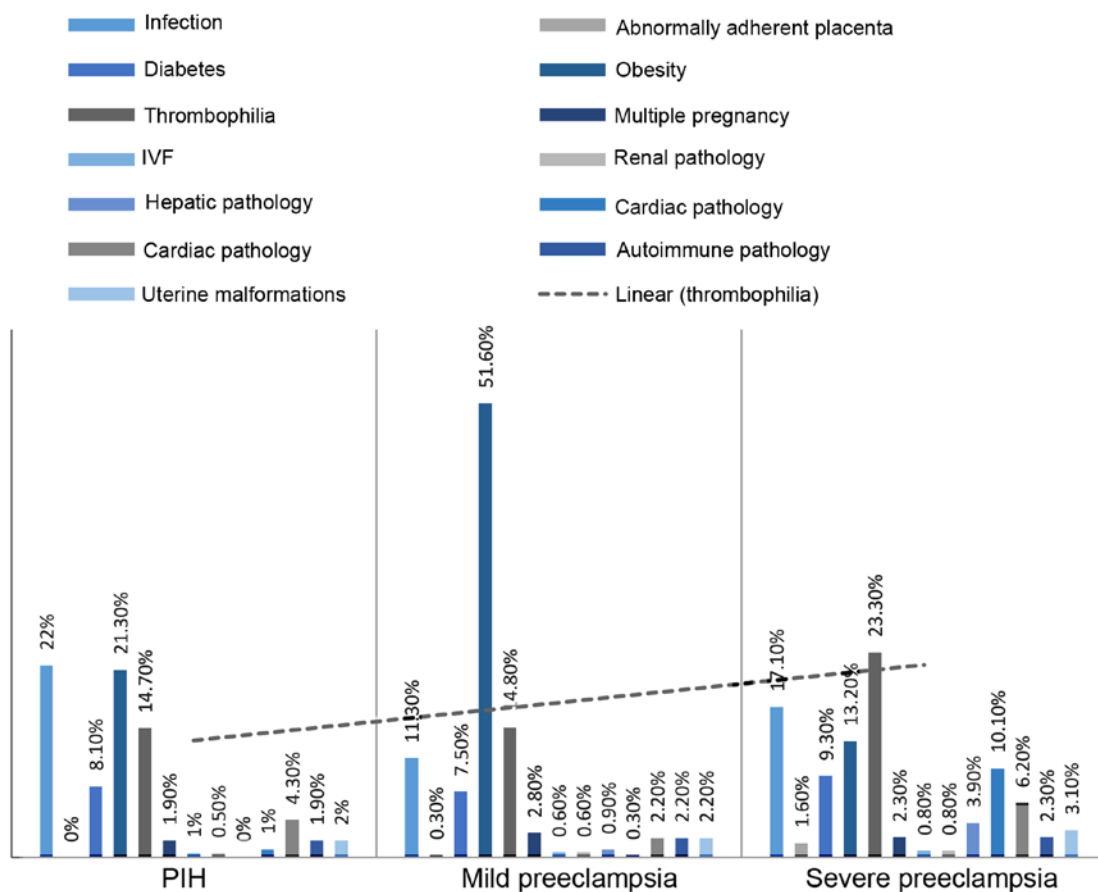 Infection
Abnormally adherent placenta
Diabetes
Obesity
Thrombophilia
Multiple pregnancy
IVF
Renal pathology
Hepatic pathology
Cardiac pathology
Cardiac pathology
Autoimmune pathology
Uterine malformations
Linear (thrombophilia)
22%
0%
8.10%
21.30%
14.70%
1.90%
1%
0.50%
0%
1%
4.30%
1.90%
2%
11.30%
0.30%
7.50%
51.60%
4.80%
2.80%
0.60%
0.60%
0.90%
0.30%
2.20%
2.20%
2.20%
17.10%
1.60%
9.30%
13.20%
23.30%
2.30%
0.80%
0.80%
3.90%
10.10%
6.20%
2.30%
3.10%
PIH
Mild preeclampsia
Severe preeclampsia